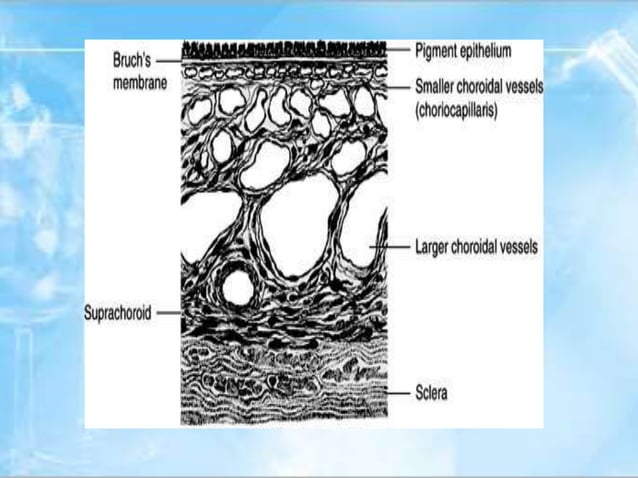 Bruch's
membrane
Pigment epithelium
Smaller choroidal vessels
(choriocapillaris)
Larger choroidal vessels
Suprachoroid
Sclera